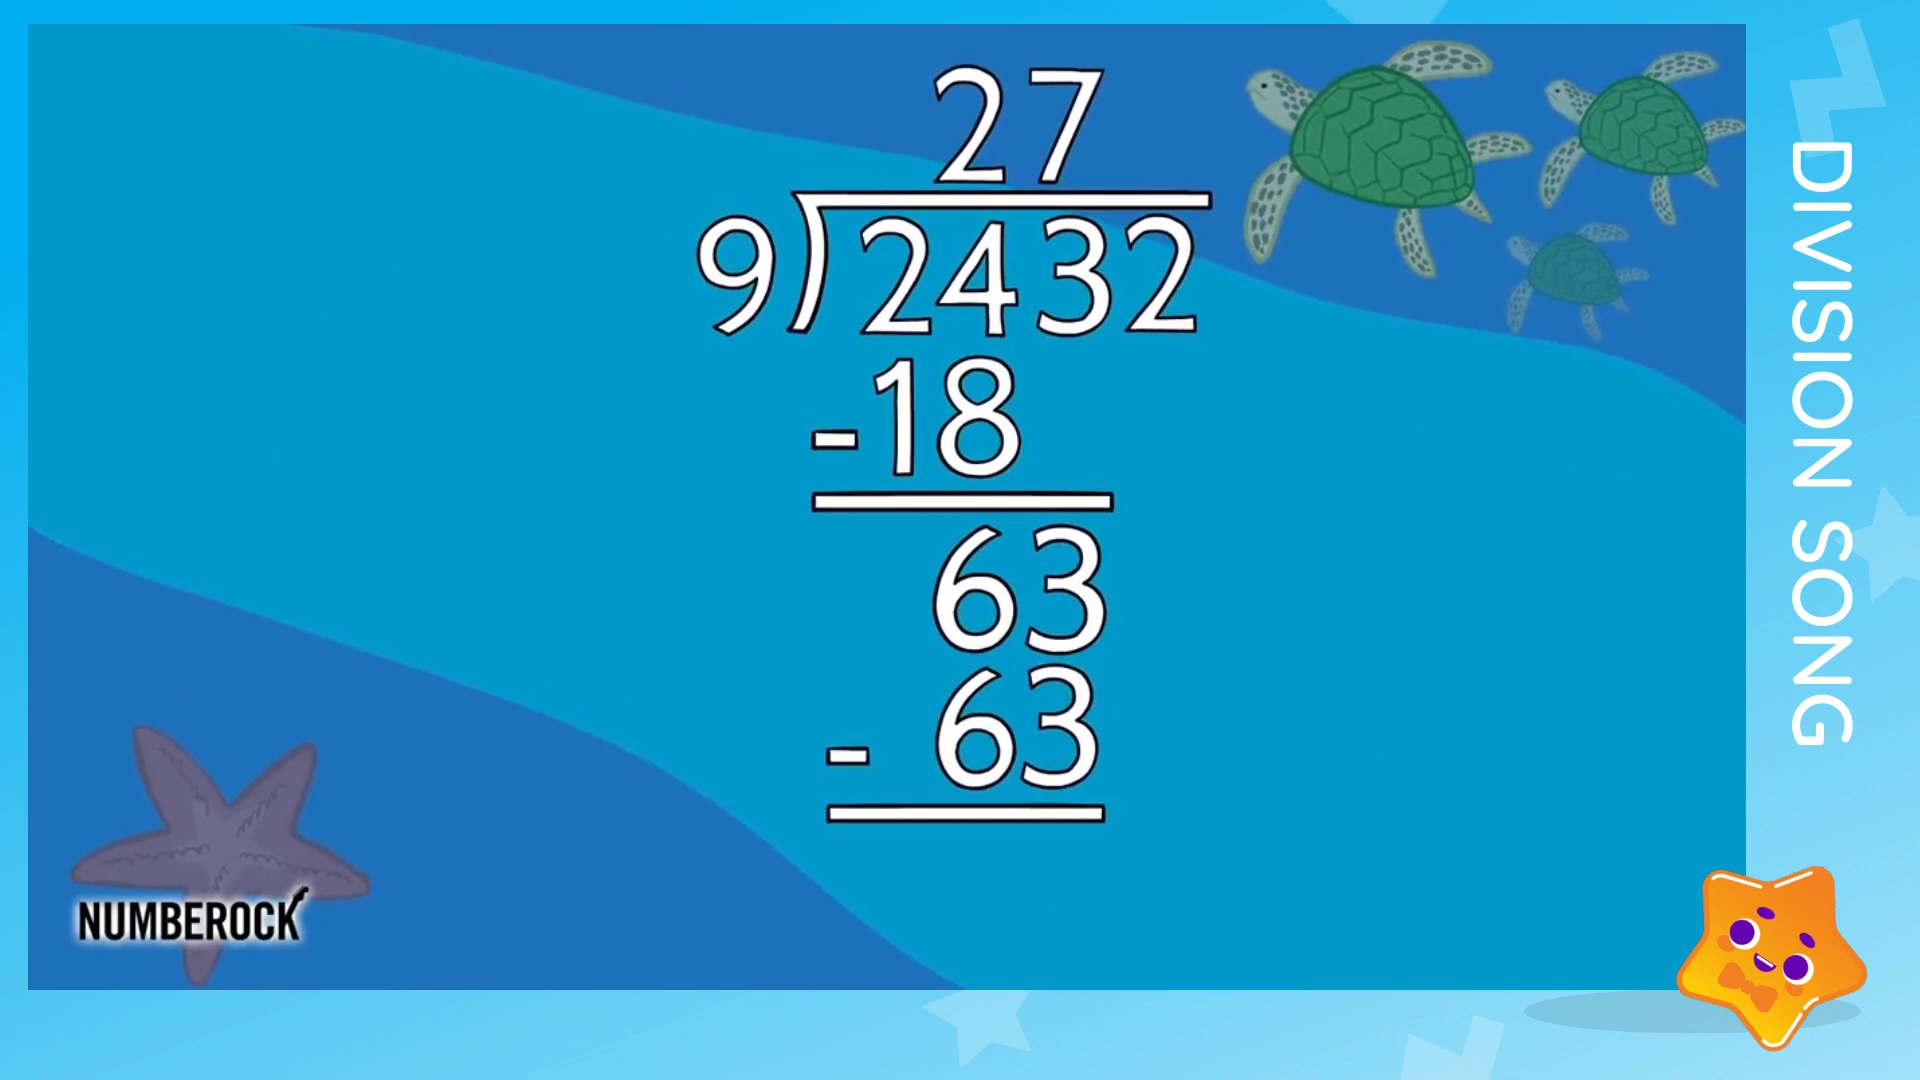 27
9)2432
-18
63
- 63
NUMBEROCK
DIVISION SONG